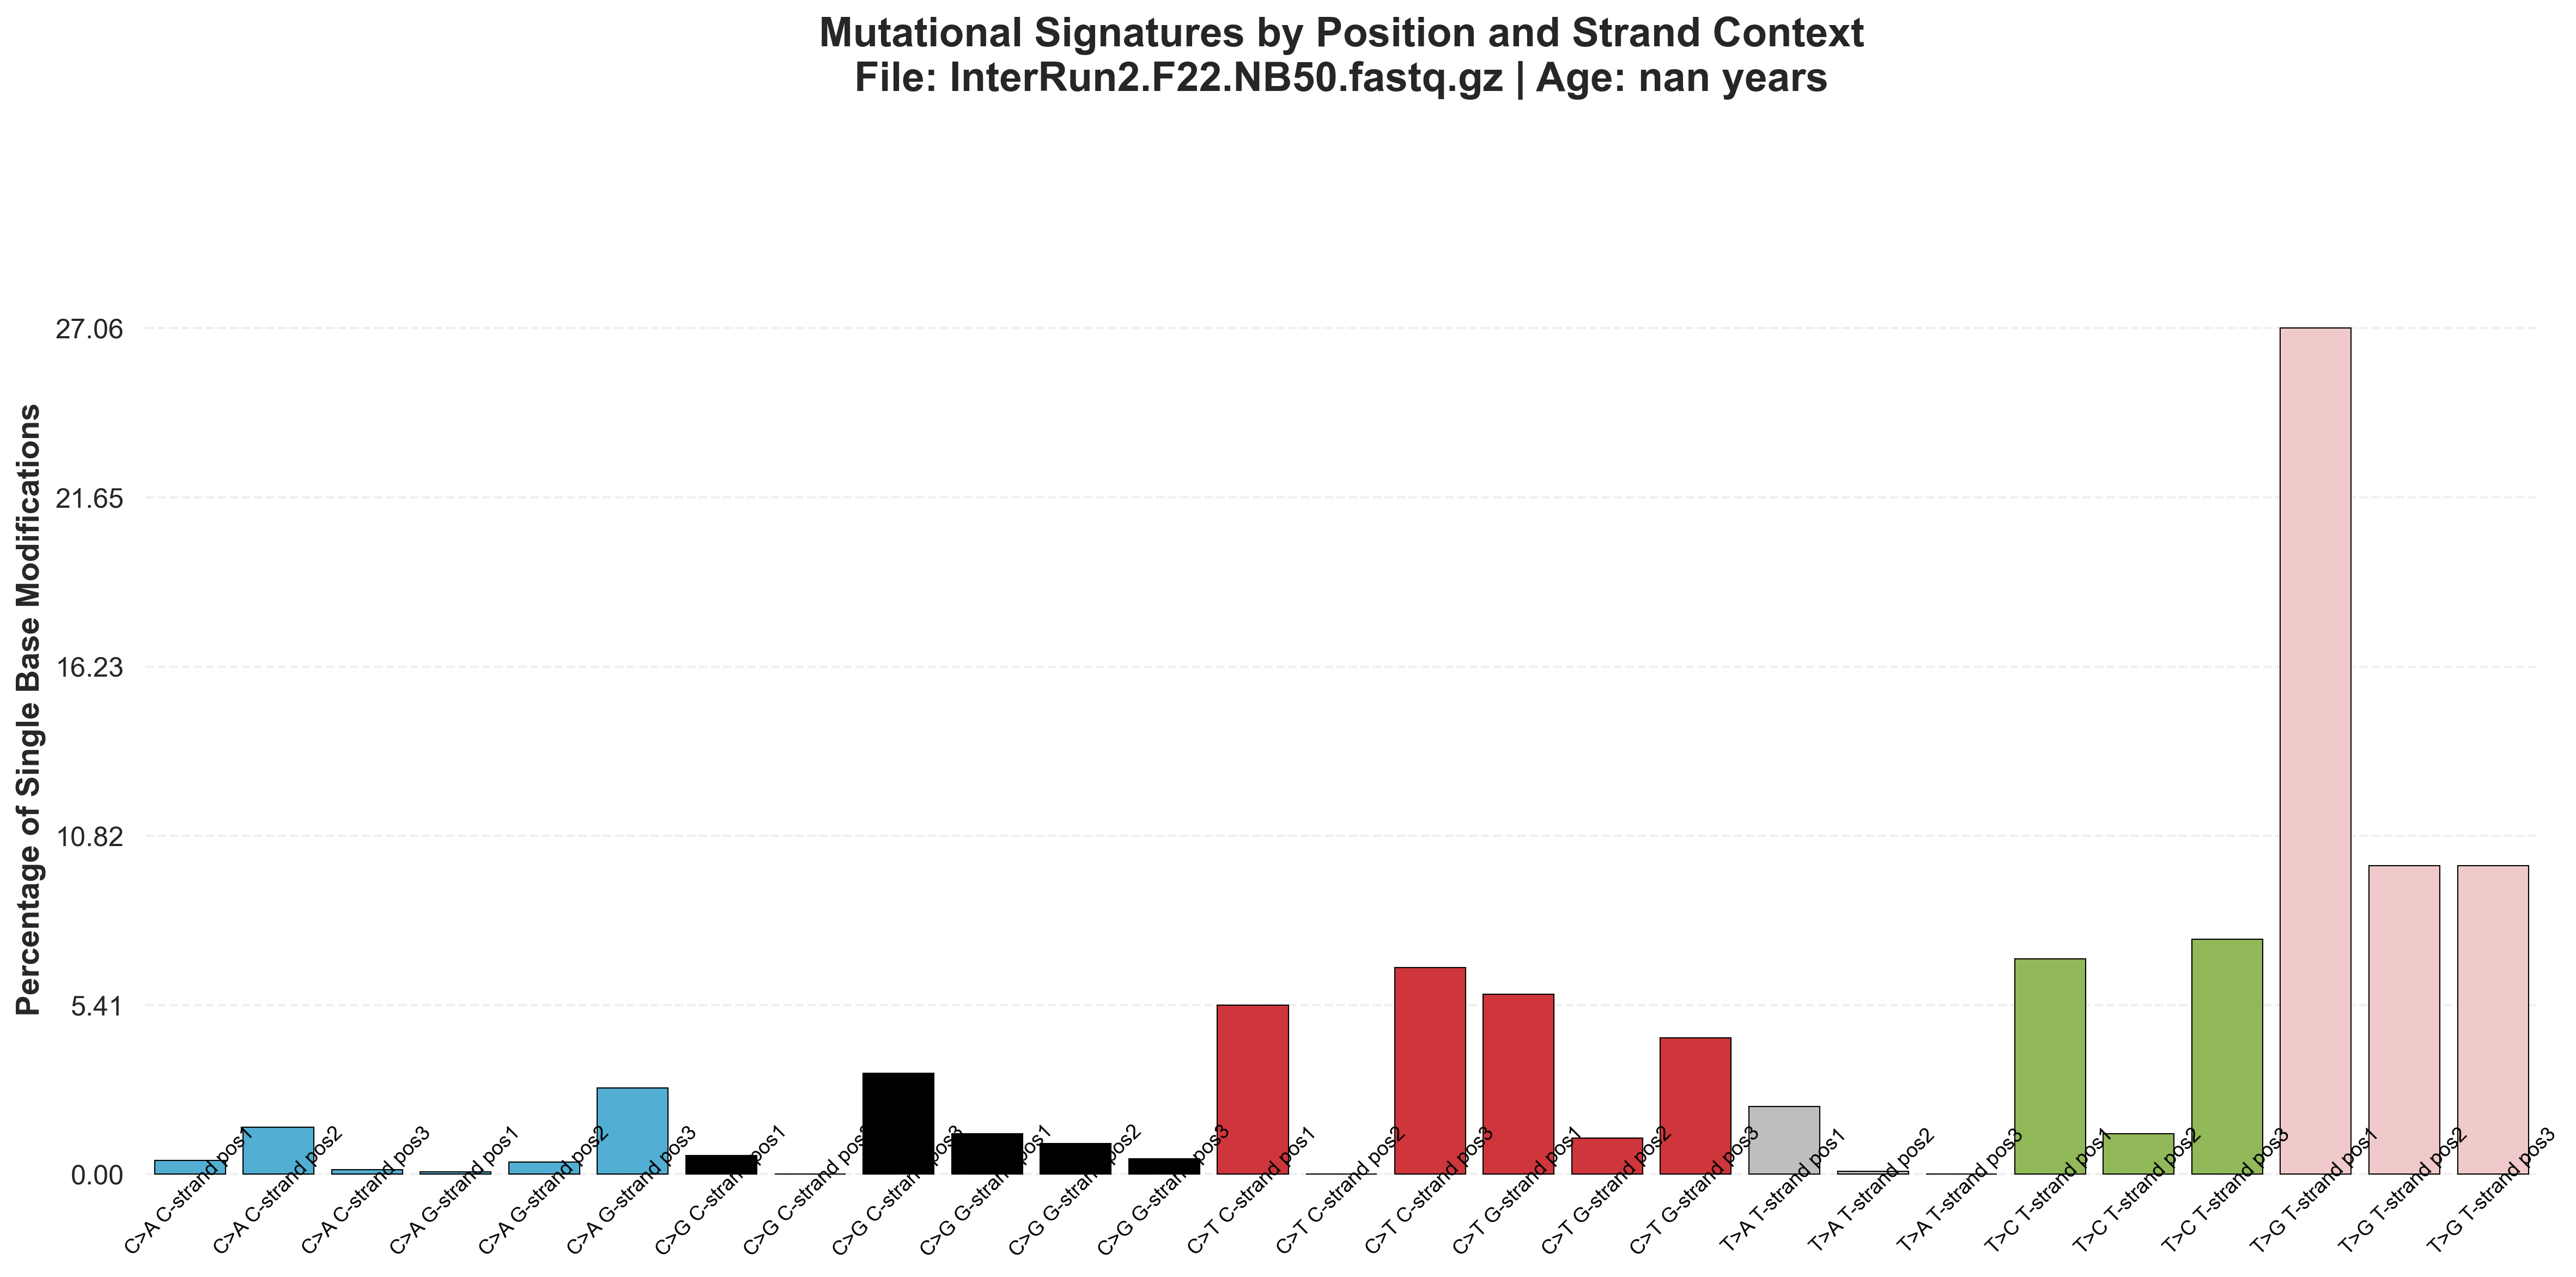 Mutational Signatures by Position and Strand Context
File: InterRun2.F22.NB50.fastq.gz | Age: nan years
Percentage of Single Base Modifications
27.06
21.65
16.23
10.82
5.41
0.00
C>A C-strand pos1
C>A C-strand pos2
C>A C-strand pos3
C>A G-strand pos1
C>A G-strand pos2
C>A G-strand pos3
C>G C-strand pos1
C>G C-strand pos2
C>G C-strand pos3
C>G G-strand pos1
C>G G-strand pos2
C>G G-strand pos3
C>T C-strand pos1
C>T C-strand pos2
C>T C-strand pos3
C>T G-strand pos1
C>T G-strand pos2
C>T G-strand pos3
T>A T-strand pos1
T>A T-strand pos2
T>A T-strand pos3
T>C T-strand pos1
T>C T-strand pos2
T>C T-strand pos3
T>G T-strand pos1
T>G T-strand pos2
T>G T-strand pos3